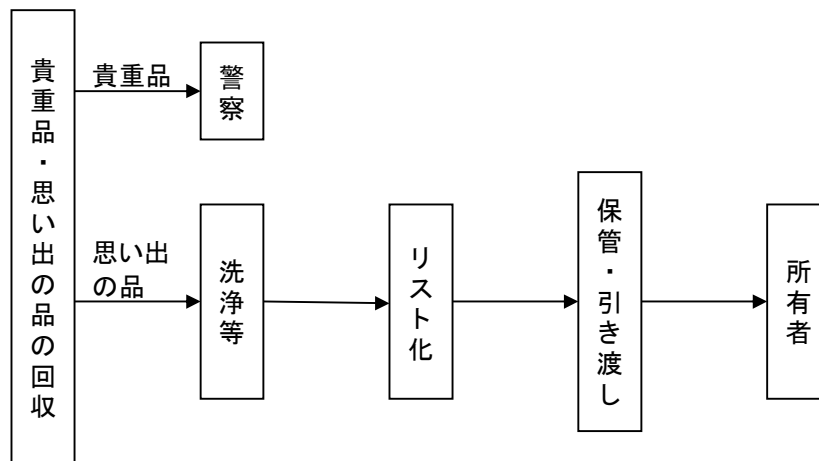 貴重品・思い出の品の回収
貴重品
警察
思い出
の品
洗浄等
リスト化
保管・引き渡し
所有者